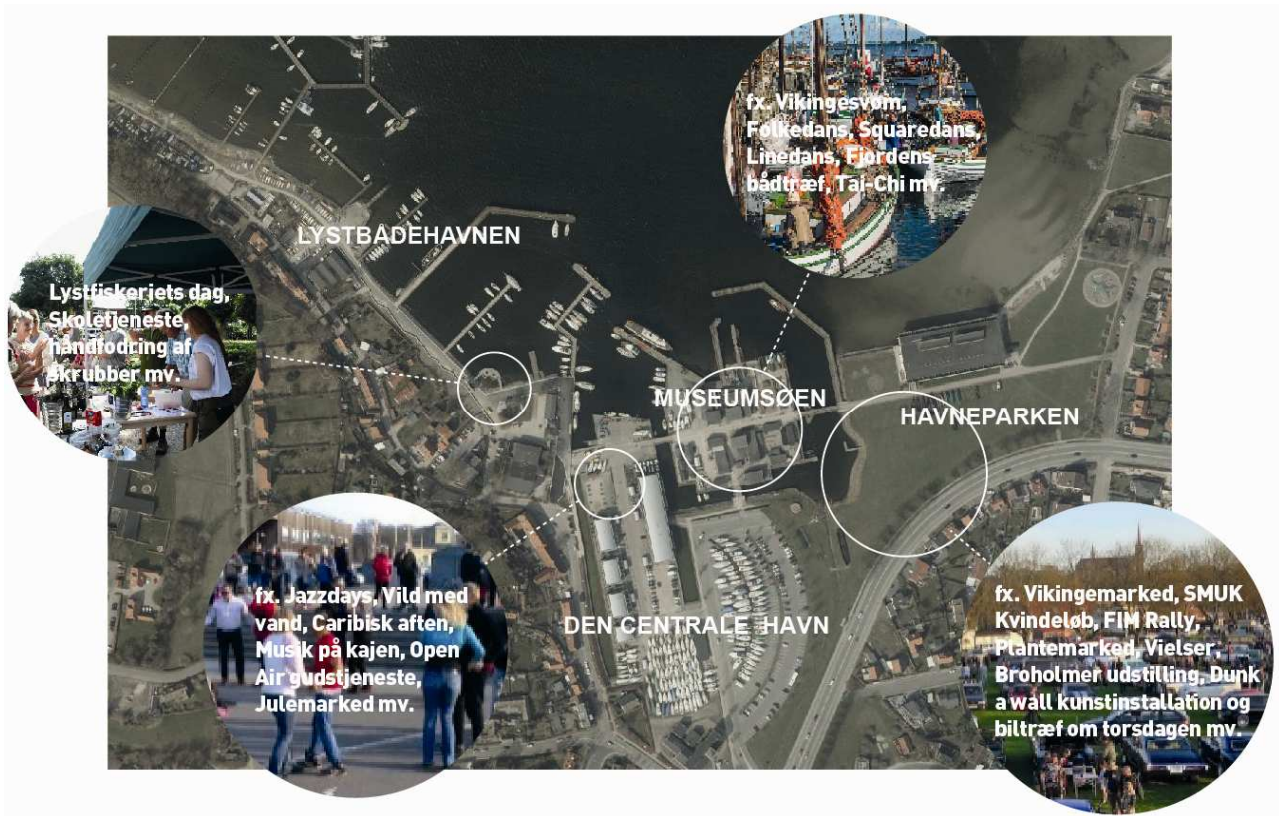 fx. Vikingesvøm,
Folkedans, Squaredans,
Linedans, Fjordens
bådtræf, Tai-Chi mv.
LYSTBÅDEHAVNEN
Lystfiskeriets dag,
Skoletjeneste,
håndfodring af
skrubber mv.
MUSEUMSØEN
HAVNEPARKEN
fx. Jazzdays, Vild med
vand, Caribisk aften,
Musik på kajen, Open
Air gudstjeneste,
Julemarked mv.
DEN CENTRALE HAVN
fx. Vikingemarked, SMUK
Kvindeløb, FIM Rally,
Plantemarked, Vielser,
Broholmer udstilling, Dunk
a wall kunstinstallation og
biltræf om torsdagen mv.